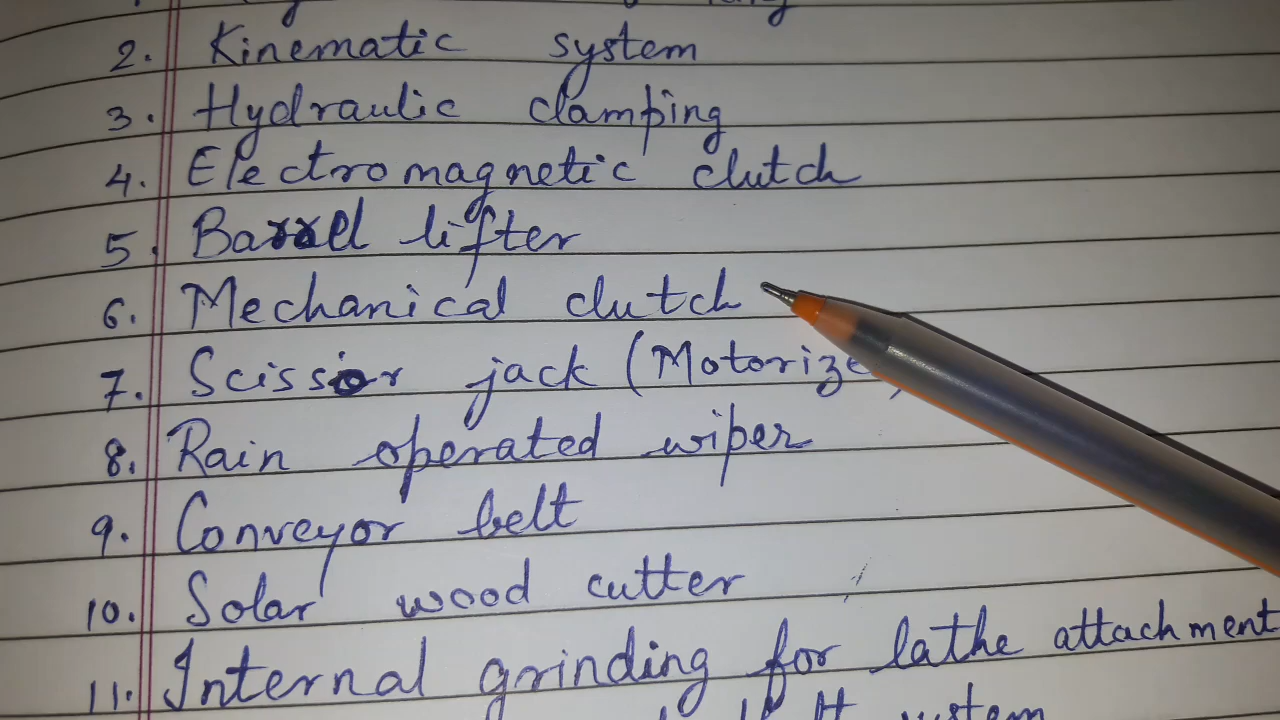 2. Kinematic system
3. Hydraulic clamping
4. Electromagnetic clutch
5. Barrel lifter
6. Mechanical clutch
7. Scissor jack (Motorize
8. Rain operated wiper
9. Conveyor belt
10. Solar wood cutter
11. Internal grinding for lathe attachment
system